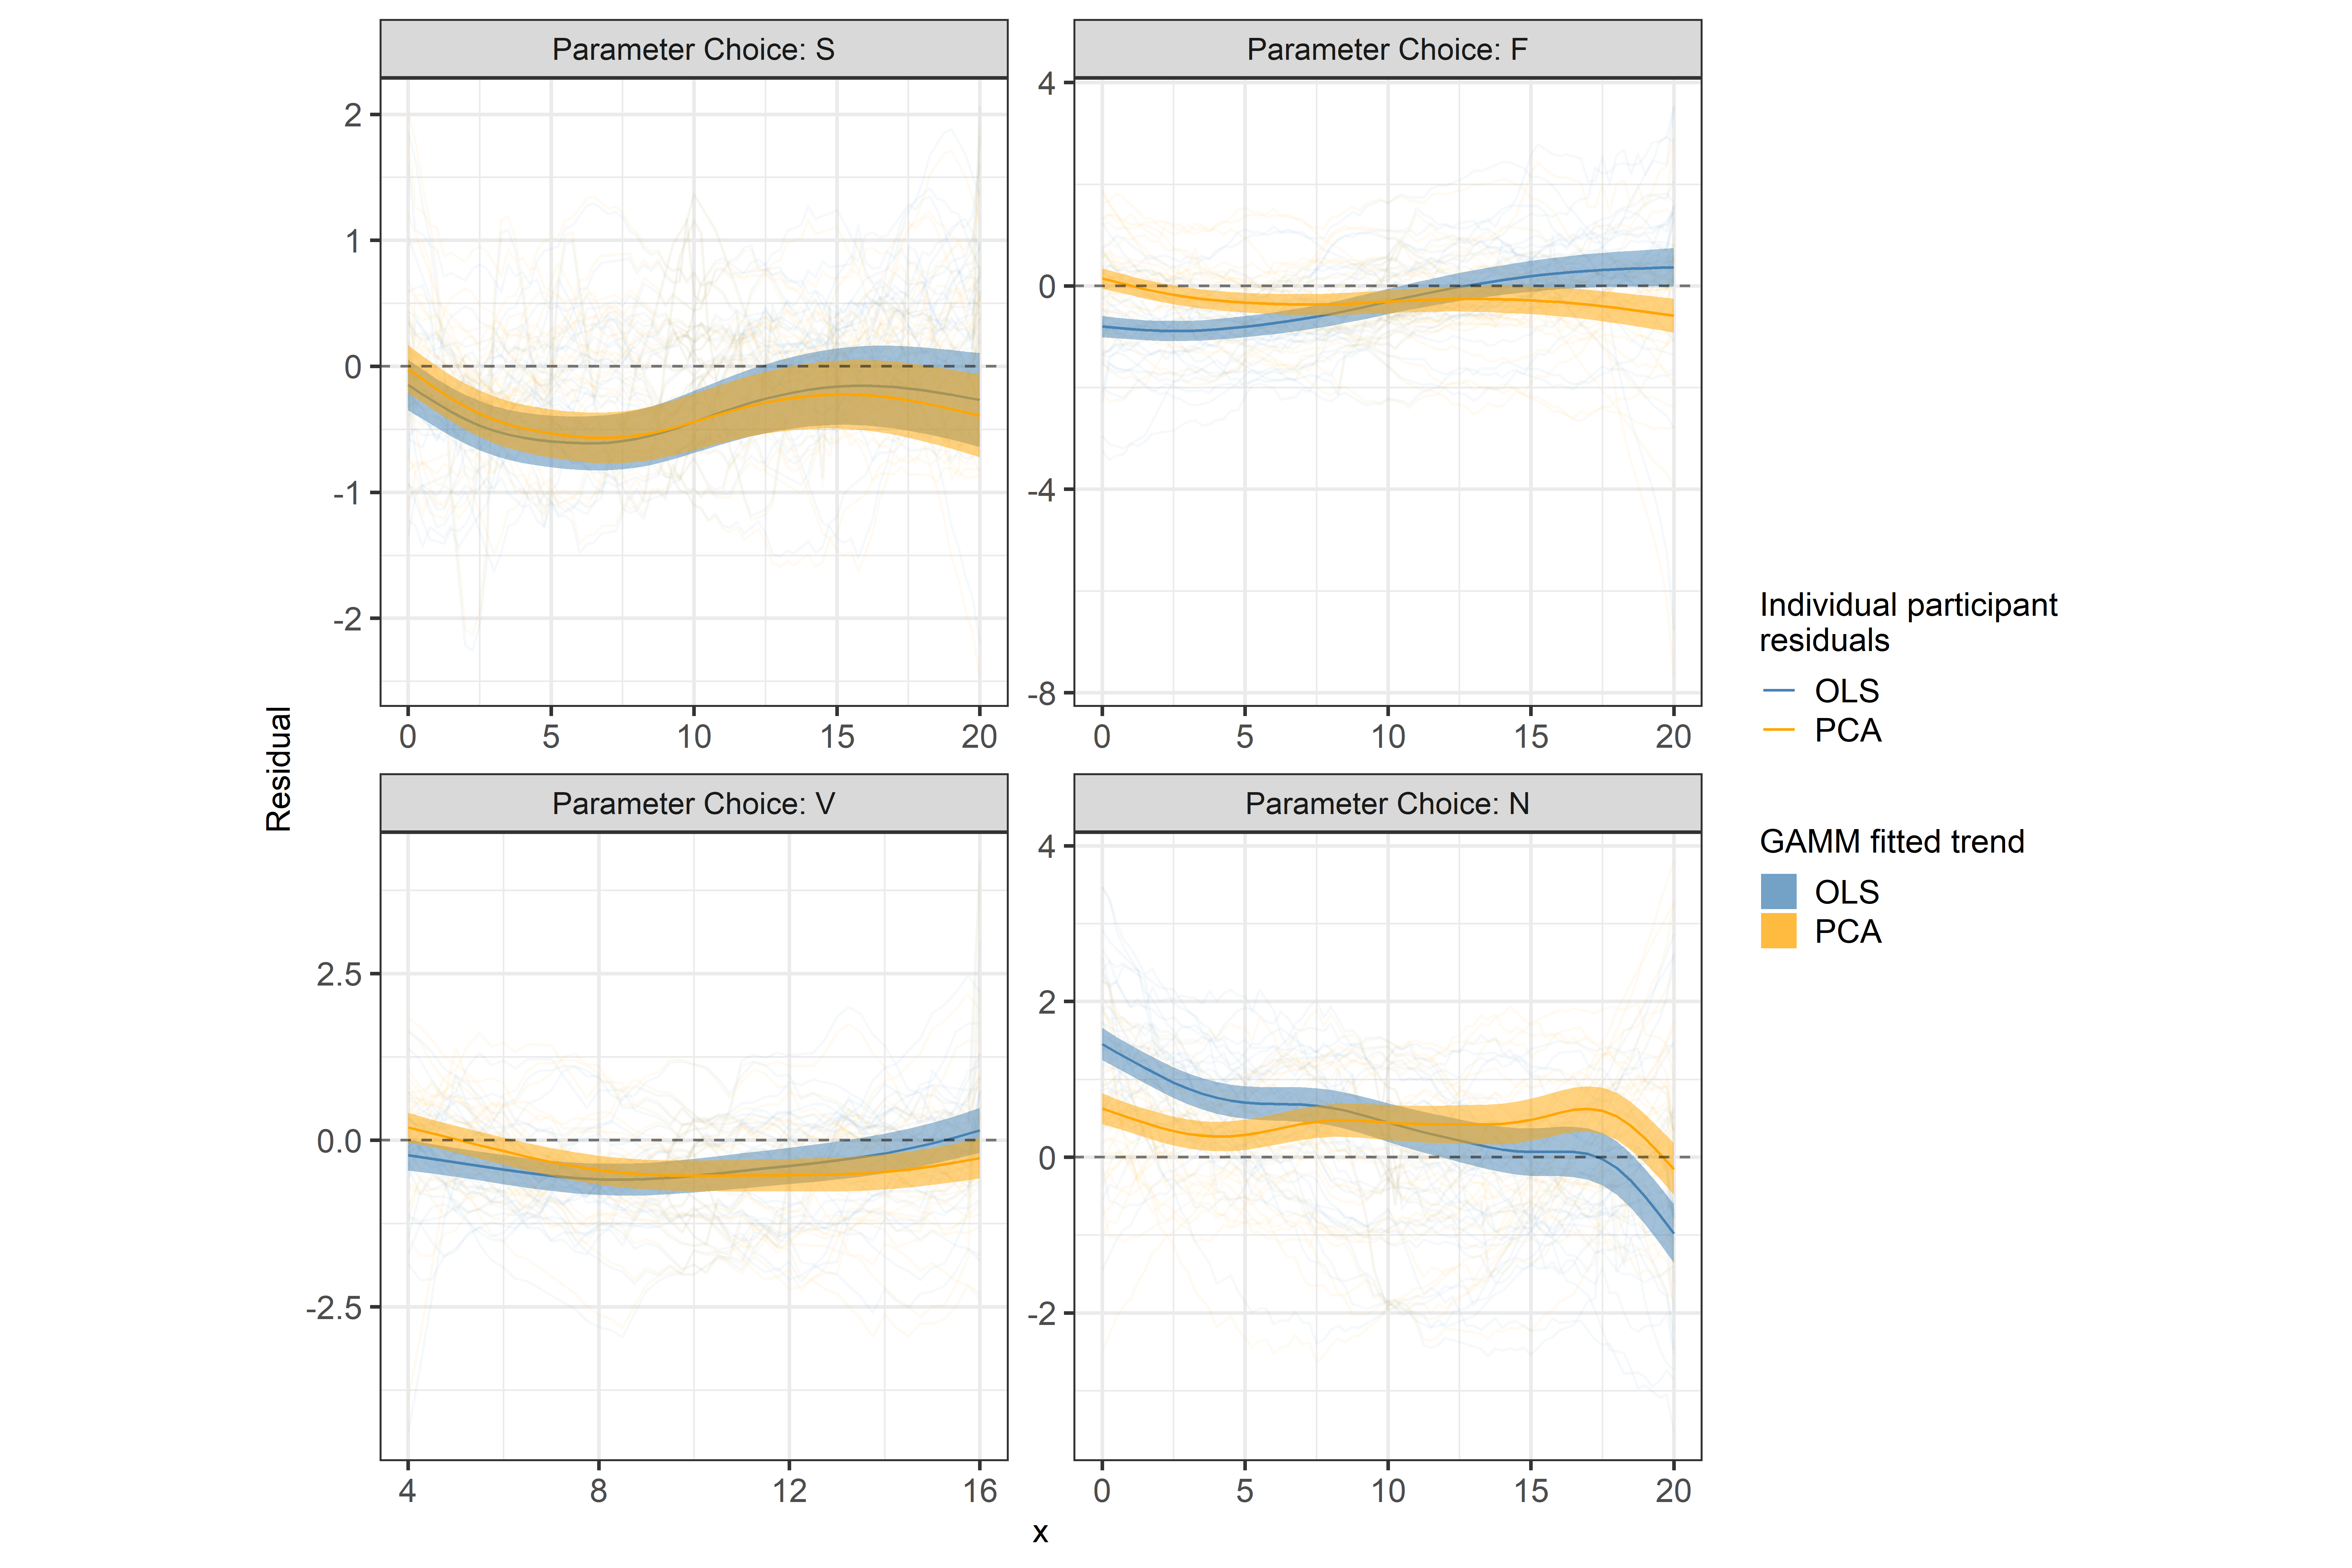 Parameter Choice: S
Parameter Choice: F
2
1
0
-1
-2
4
0
-4
-8
0 5 10 15 20
0 5 10 15 20
Parameter Choice: V
Parameter Choice: N
2.5
0.0
-2.5
4
2
0
-2
4 8 12 16
0 5 10 15 20
x
Residual
Individual participant
residuals
OLS
PCA
GAMM fitted trend
OLS
PCA